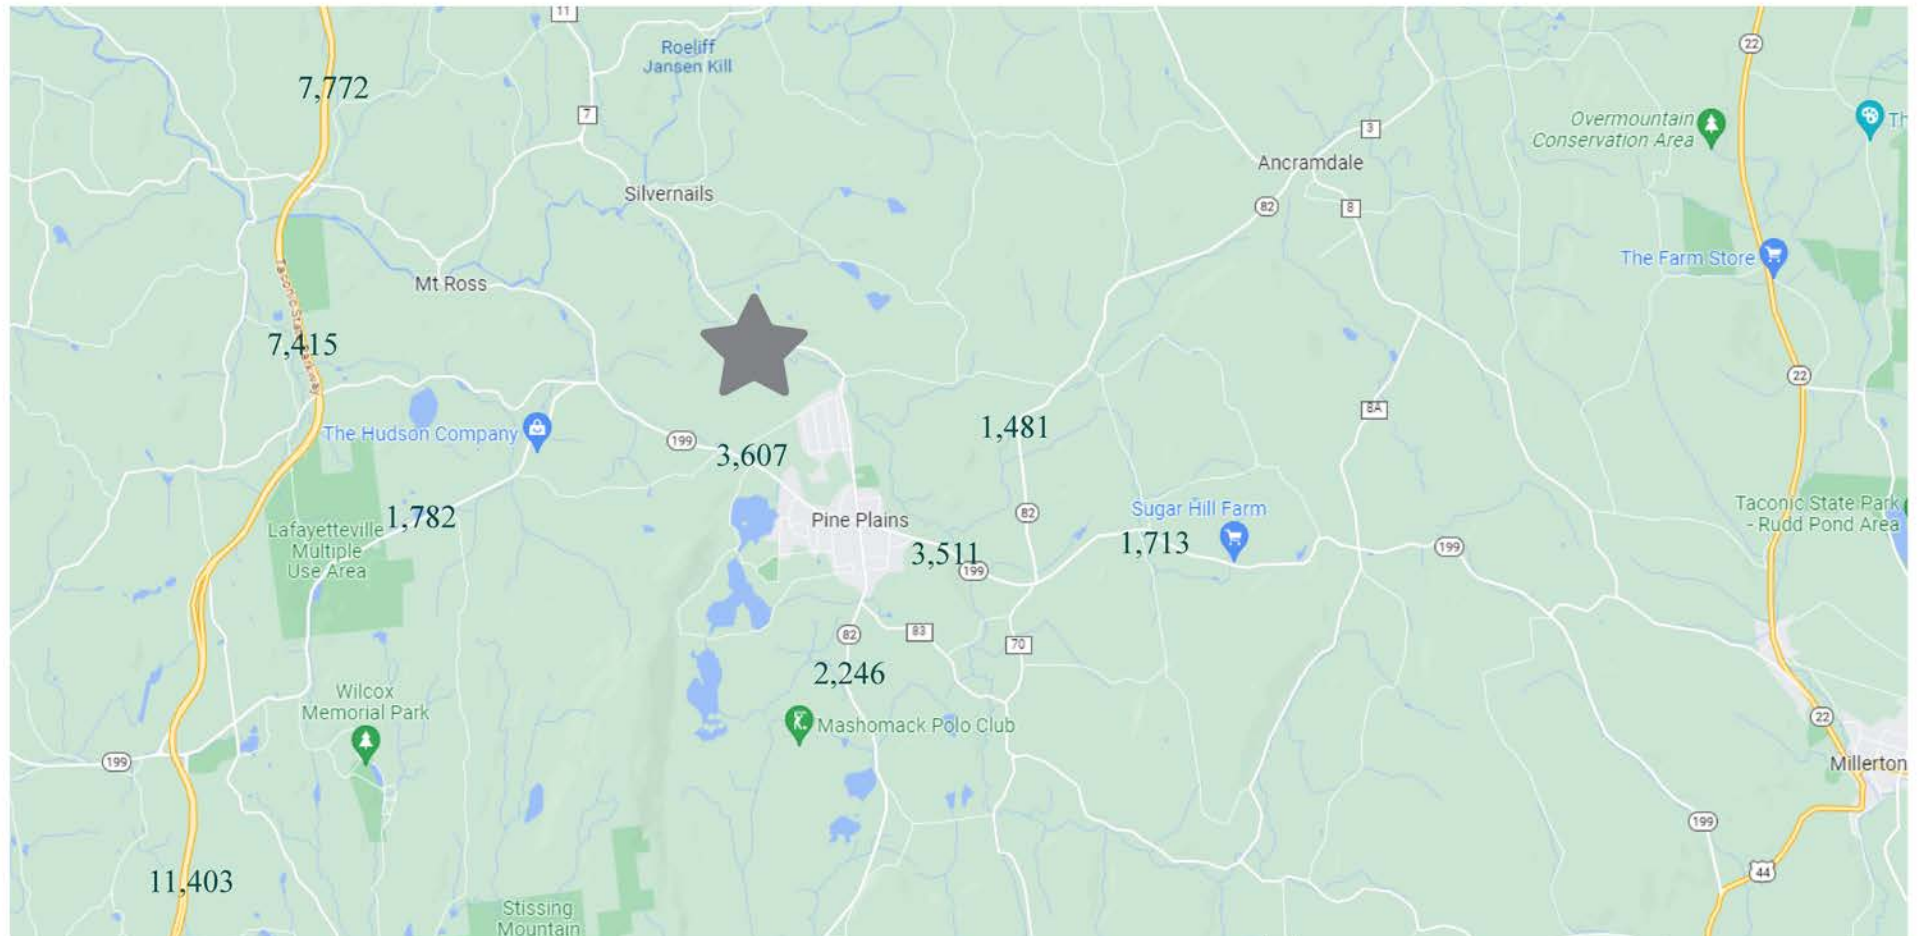 11
22
Roeliff
Jansen Kill
7,772
7
Overmountain
Conservation Area
Th
3
Ancramdale
Silvernails
82
8
The Farm Store
Mt Ross
Taconic State Parkway
7,415
22
8A
The Hudson Company
199
3,607
1,481
1,782
82
Sugar Hill Farm
Taconic State Park
- Rudd Pond Area
Pine Plains
Lafayetteville
Multiple
Use Area
3,511
199
1,713
199
82
83
70
2,246
Wilcox
Memorial Park
Mashomack Polo Club
22
199
Millerton
199
44
11,403
Stissing
Mountain